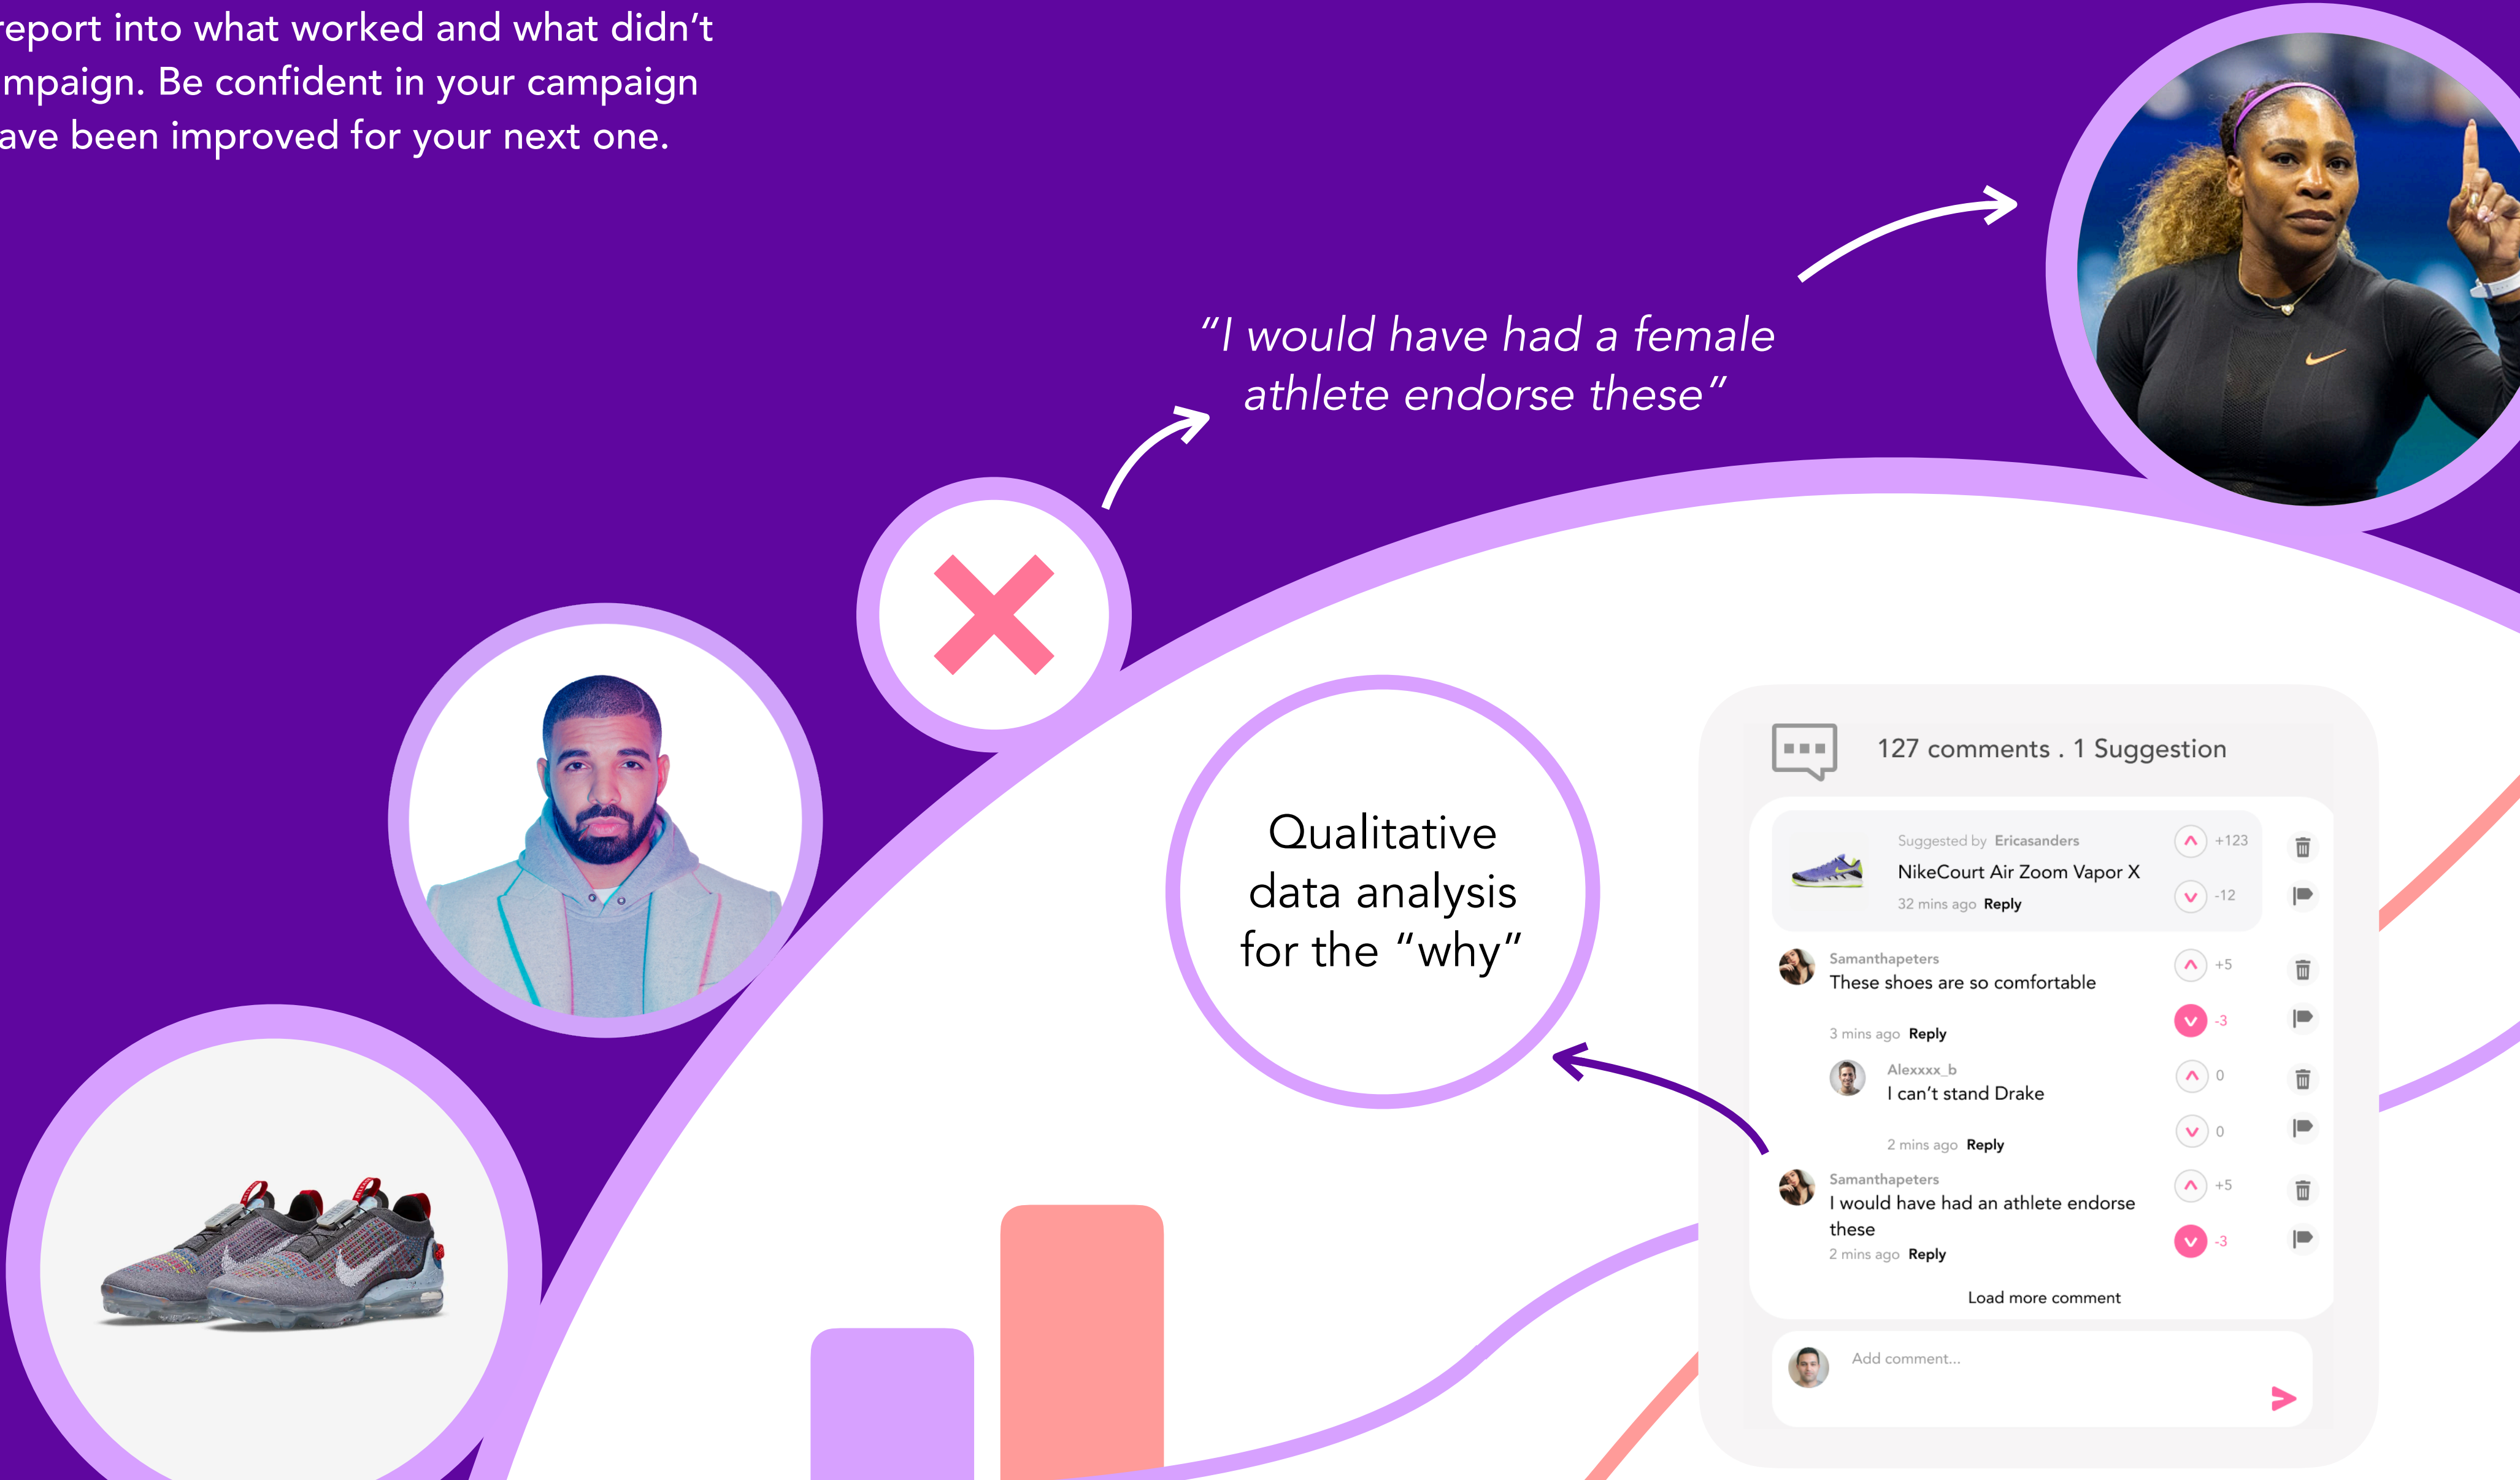 report into what worked and what didn’t
mpaign. Be confident in your campaign
ave been improved for your next one.
“I would have had a female
athlete endorse these”
Qualitative
data analysis
for the “why”
127 comments . 1 Suggestion
Suggested by Ericasanders
+123
NikeCourt Air Zoom Vapor X
32 mins ago Reply
-12
Samanthapeters
+5
These shoes are so comfortable
-3
3 mins ago Reply
Alexxxx_b
0
I can’t stand Drake
0
2 mins ago Reply
Samanthapeters
+5
I would have had an athlete endorse
these
-3
2 mins ago Reply
Load more comment
Add comment...